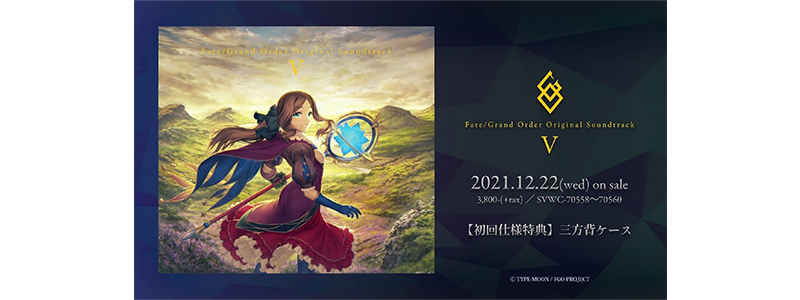 Fate/Grand Order Original Soundtrack
V
Fate/Grand Order Original Soundtrack
V
2021.12.22(wed) on sale
3,800-(+tax) ／ SVWC-70558〜70560
【初回仕様特典】三方背ケース
© TYPE-MOON / FGO PROJECT